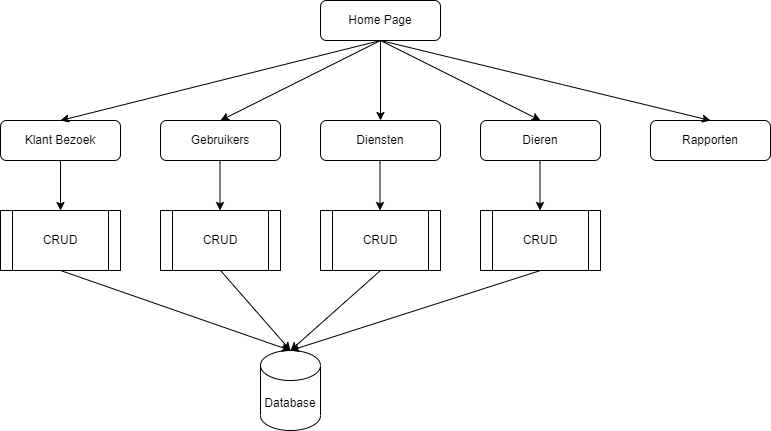 Home Page
Klant Bezoek
Gebruikers
Diensten
Dieren
Rapporten
CRUD
CRUD
CRUD
CRUD
Database